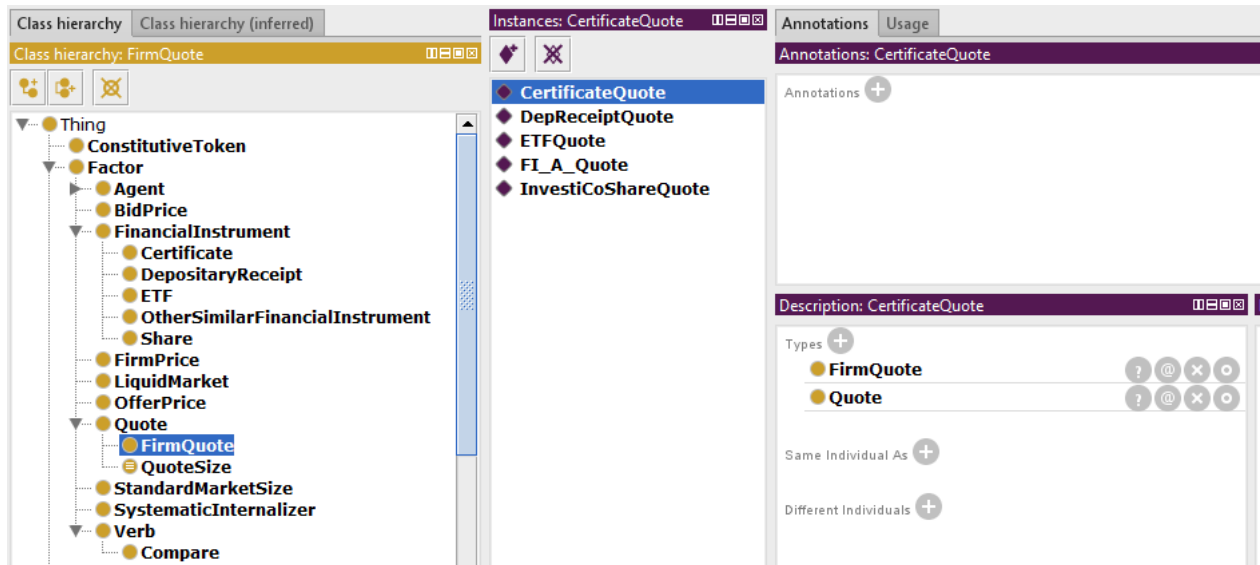 Class hierarchy
Class hierarchy (inferred)
Class hierarchy: FirmQuote
Thing
ConstitutiveToken
Factor
Agent
BidPrice
FinancialInstrument
Certificate
DepositaryReceipt
ETF
OtherSimilarFinancialInstrument
Share
FirmPrice
LiquidMarket
OfferPrice
Quote
FirmQuote
QuoteSize
StandardMarketSize
SystematicInternalizer
Verb
Compare
Instances: CertificateQuote
CertificateQuote
DepReceiptQuote
ETFQuote
FI_A_Quote
InvestiCoShareQuote
Annotations
Usage
Annotations: CertificateQuote
Annotations
Description: CertificateQuote
Types
FirmQuote
Quote
Same Individual As
Different Individuals